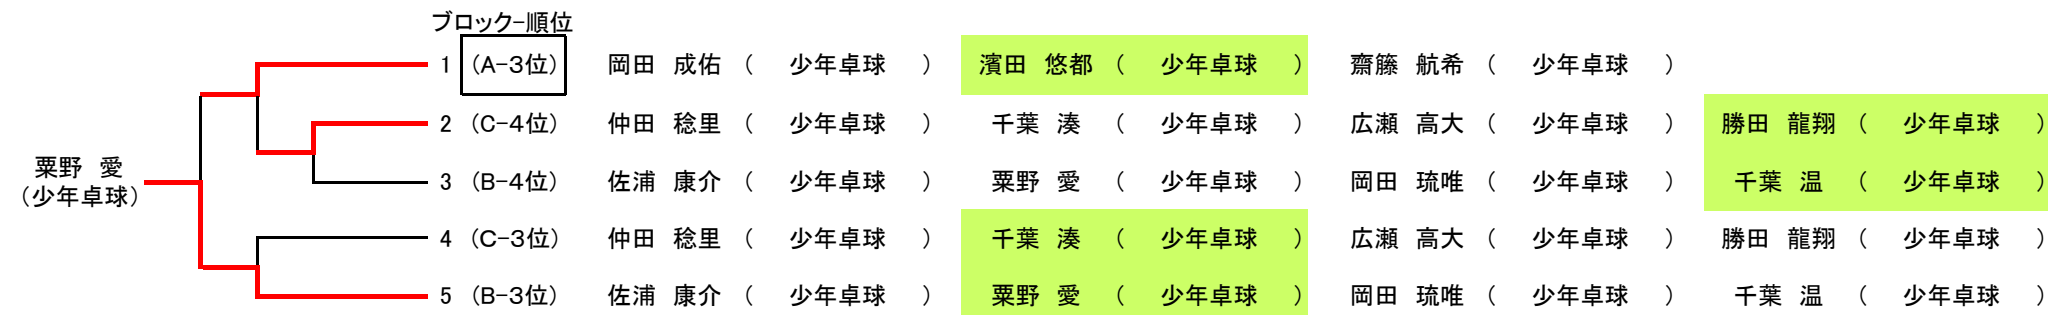 ブロック-順位
1 (A-3位) 岡田 成佑 ( 少年卓球 ) 濱田 悠都 ( 少年卓球 ) 齋藤 航希 ( 少年卓球 )
2 (C-4位) 仲田 稔里 ( 少年卓球 ) 千葉 湊 ( 少年卓球 ) 広瀬 高大 ( 少年卓球 ) 勝田 龍翔 ( 少年卓球 )
粟野 愛
(少年卓球)
3 (B-4位) 佐浦 康介 ( 少年卓球 ) 粟野 愛 ( 少年卓球 ) 岡田 琉唯 ( 少年卓球 ) 千葉 温 ( 少年卓球 )
4 (C-3位) 仲田 稔里 ( 少年卓球 ) 千葉 湊 ( 少年卓球 ) 広瀬 高大 ( 少年卓球 ) 勝田 龍翔 ( 少年卓球 )
5 (B-3位) 佐浦 康介 ( 少年卓球 ) 粟野 愛 ( 少年卓球 ) 岡田 琉唯 ( 少年卓球 ) 千葉 温 ( 少年卓球 )